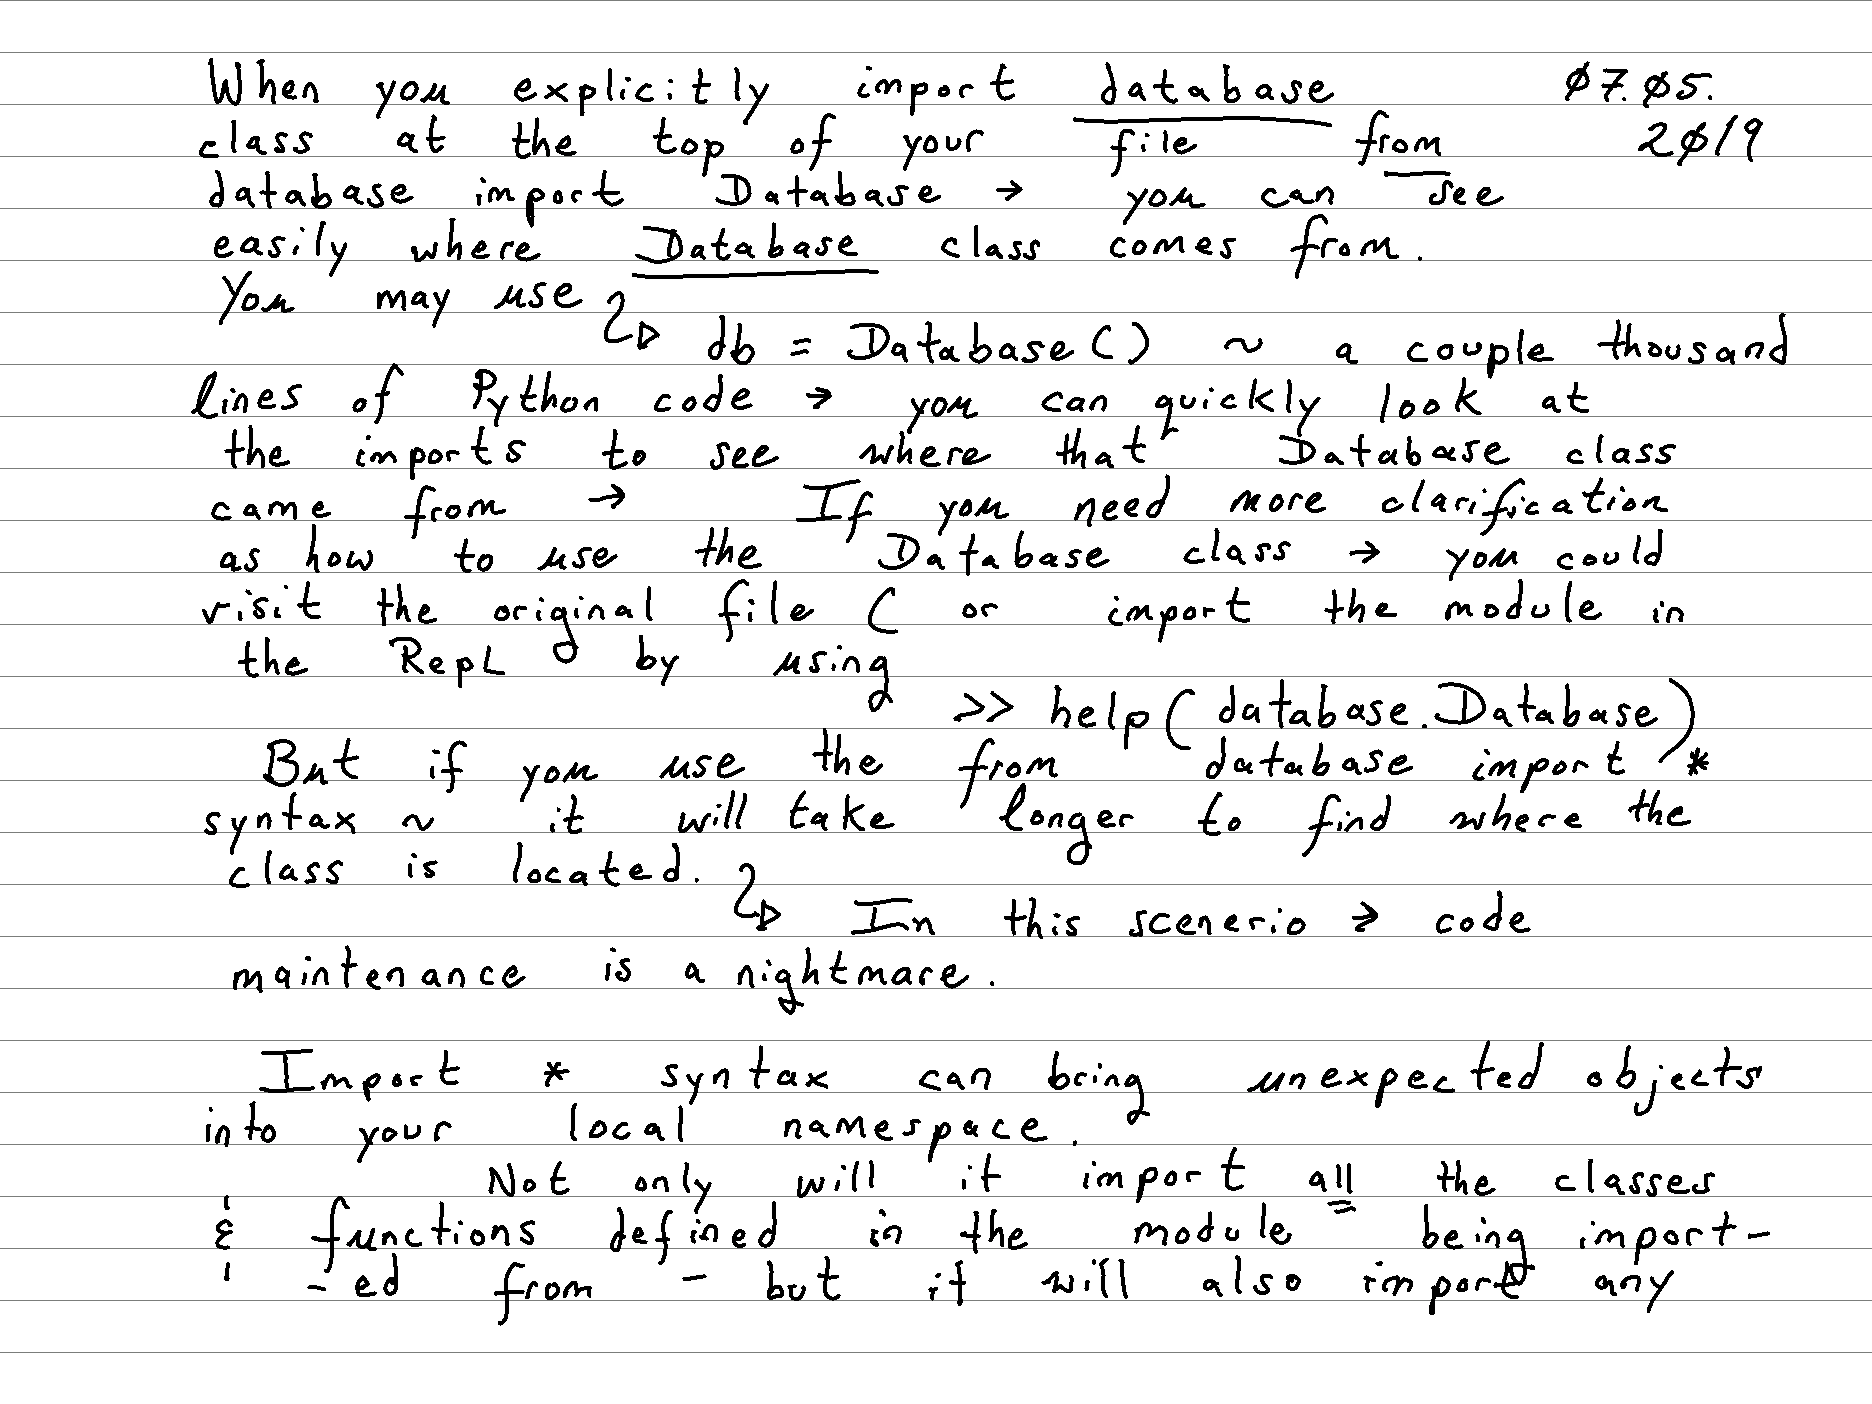 When you explicitly import database 07.05.
class at the top of your file from 2019
database import Database → you can see
easily where Database class comes from.
You may use
db = Database() ~ a couple thousand
lines of Python code → you can quickly look at
the imports to see where that Database class
came from → If you need more clarification
as how to use the Database class → you could
visit the original file ( or import the module in
the RepL by using
>> help(database.Database)
But if you use the from database import *
syntax ~ it will take longer to find where the
class is located.
In this scenerio → code
maintenance is a nightmare.
Import * syntax can bring unexpected objects
into your local namespace.
Not only will it import all the classes
& functions defined in the module being import-
-ed from - but it will also import any